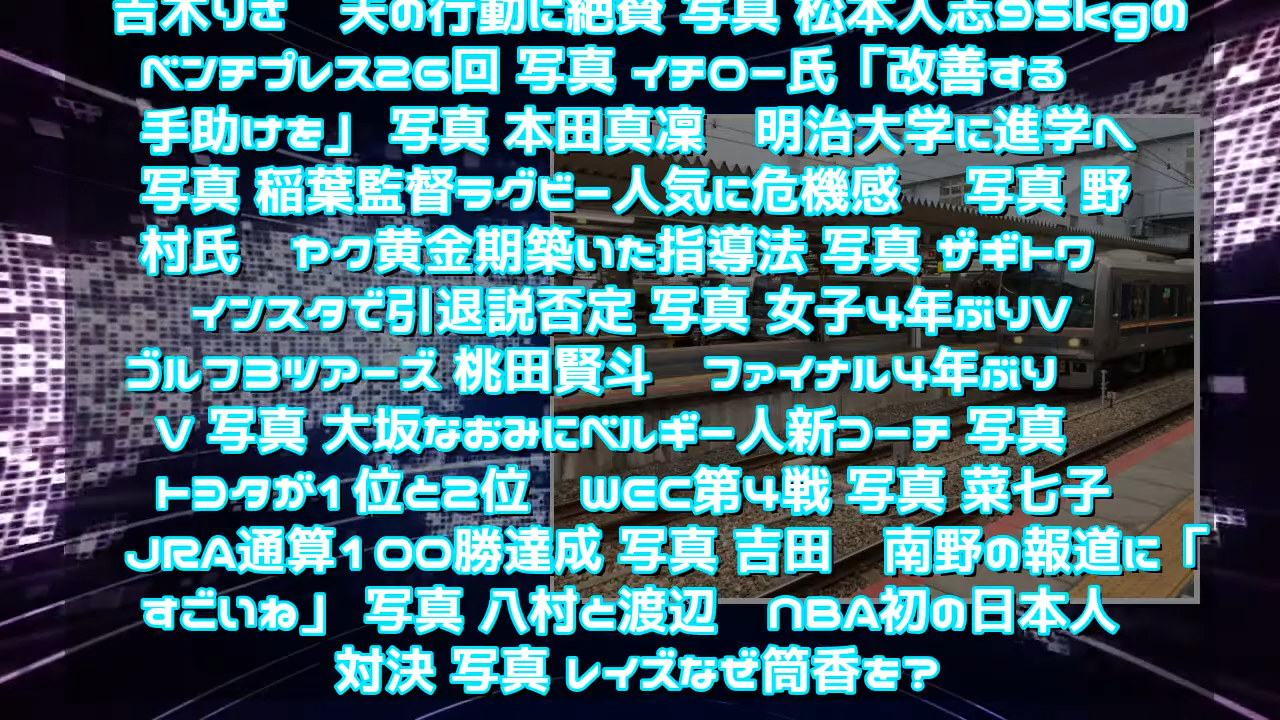 吉木りさ　夫の行動に絶賛 写真 松本人志95kgの
ベンチプレス26回 写真 イチロー氏「改善する
手助けを」 写真 本田真凜　明治大学に進学へ
写真 稲葉監督ラグビー人気に危機感　 写真 野
村氏　ヤク黄金期築いた指導法 写真 ザギトワ
インスタで引退説否定 写真 女子4年ぶりV
ゴルフ3ツアーズ 桃田賢斗　ファイナル4年ぶり
V 写真 大坂なおみにベルギー人新コーチ 写真
トヨタが1位と2位　WEC第4戦 写真 菜七子
JRA通算100勝達成 写真 吉田　南野の報道に「
すごいね」 写真 八村と渡辺　NBA初の日本人
対決 写真 レイズなぜ筒香を?